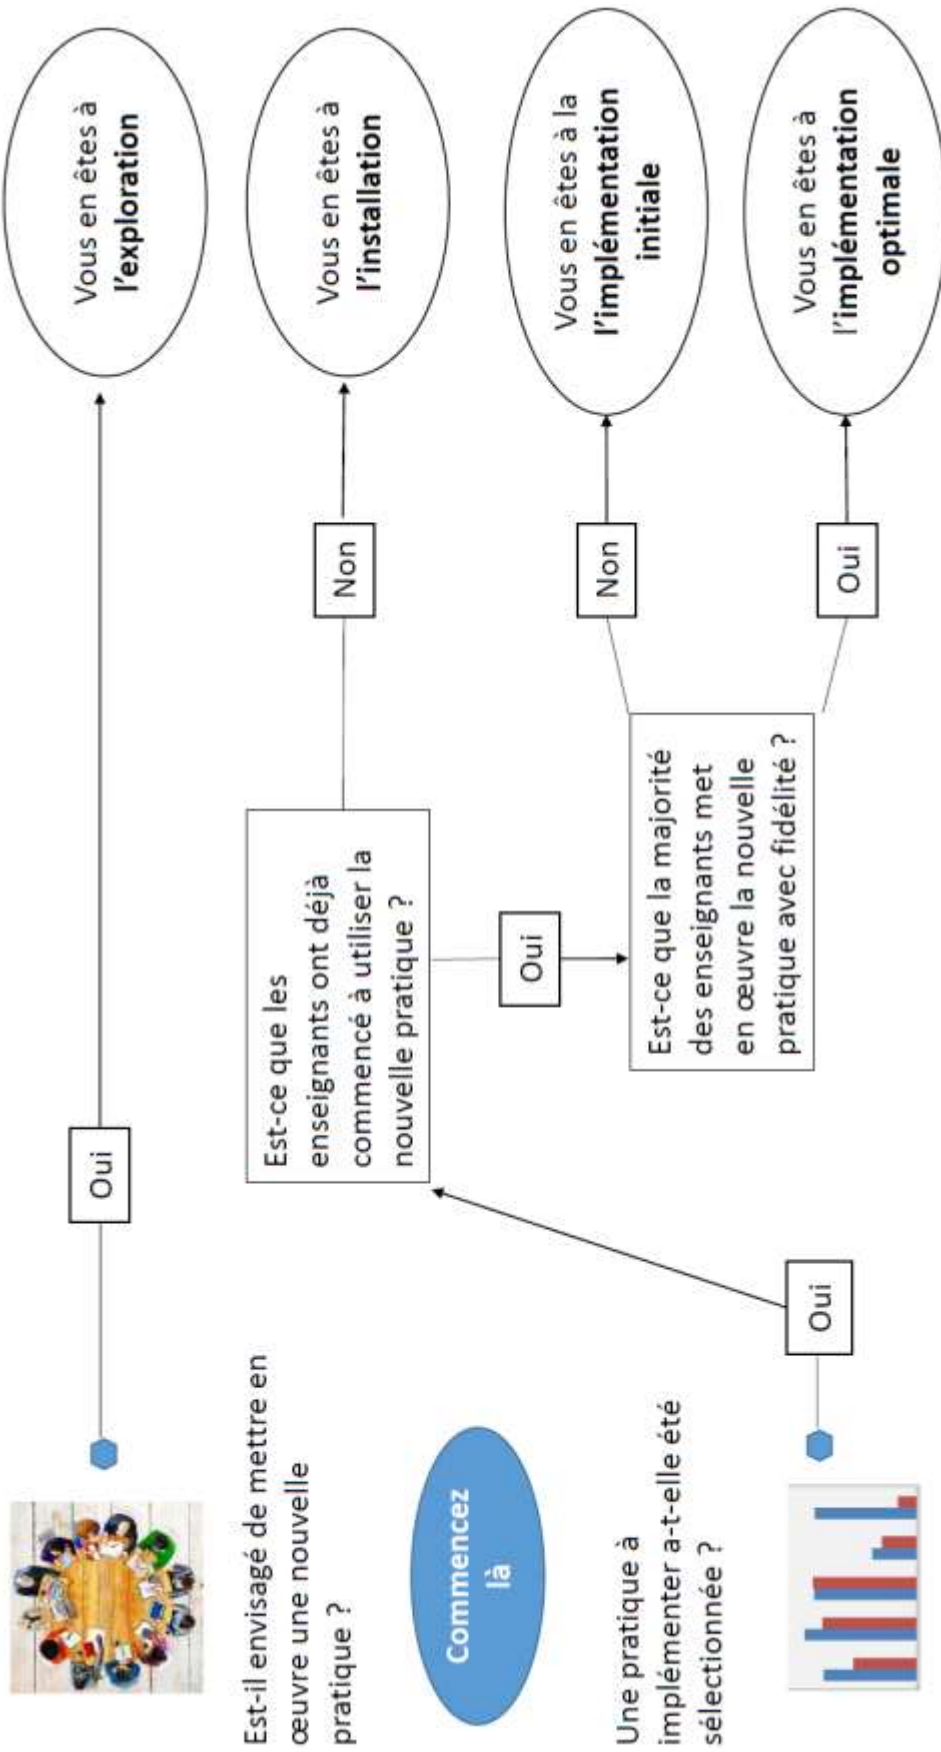 Oui
Vous en êtes à
l'exploration
Est-il envisagé de mettre en
œuvre une nouvelle
pratique ?
Est-ce que les
enseignants ont déjà
commencé à utiliser la
nouvelle pratique ?
Non
Vous en êtes à
l'installation
Commencez
là
Oui
Une pratique à
implémenter a-t-elle été
sélectionnée ?
Oui
Est-ce que la majorité
des enseignants met
en œuvre la nouvelle
pratique avec fidélité ?
Non
Vous en êtes à la
l'implémentation
initiale
Oui
Vous en êtes à
l'implémentation
optimale